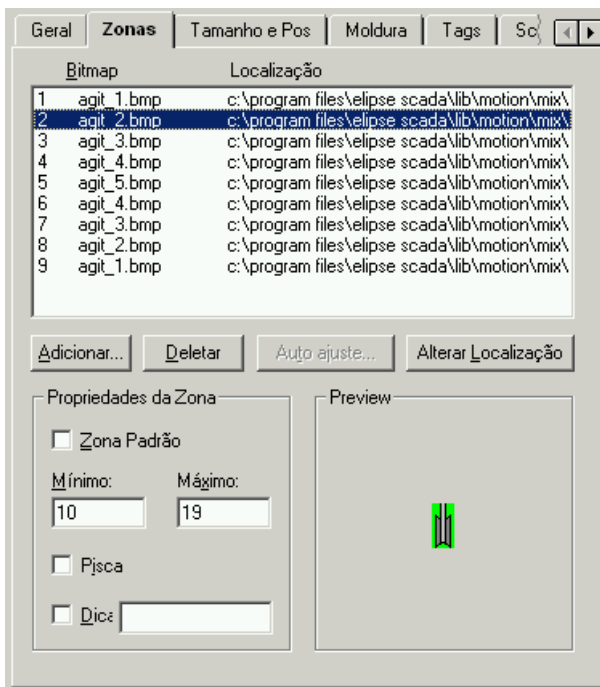 Geral Zonas Tamanho e Pos Moldura Tags Sc
Bitmap Localização
1 agit_1.bmp c:\program files\elipse scada\lib\motion\mix\
2 agit_2.bmp c:\program files\elipse scada\lib\motion\mix\
3 agit_3.bmp c:\program files\elipse scada\lib\motion\mix\
4 agit_4.bmp c:\program files\elipse scada\lib\motion\mix\
5 agit_5.bmp c:\program files\elipse scada\lib\motion\mix\
6 agit_4.bmp c:\program files\elipse scada\lib\motion\mix\
7 agit_3.bmp c:\program files\elipse scada\lib\motion\mix\
8 agit_2.bmp c:\program files\elipse scada\lib\motion\mix\
9 agit_1.bmp c:\program files\elipse scada\lib\motion\mix\
Adicionar... Deletar Auto ajuste... Alterar Localização
Propriedades da Zona Preview
Zona Padrão
Mínimo: Máximo:
10 19
Pisca
Dica